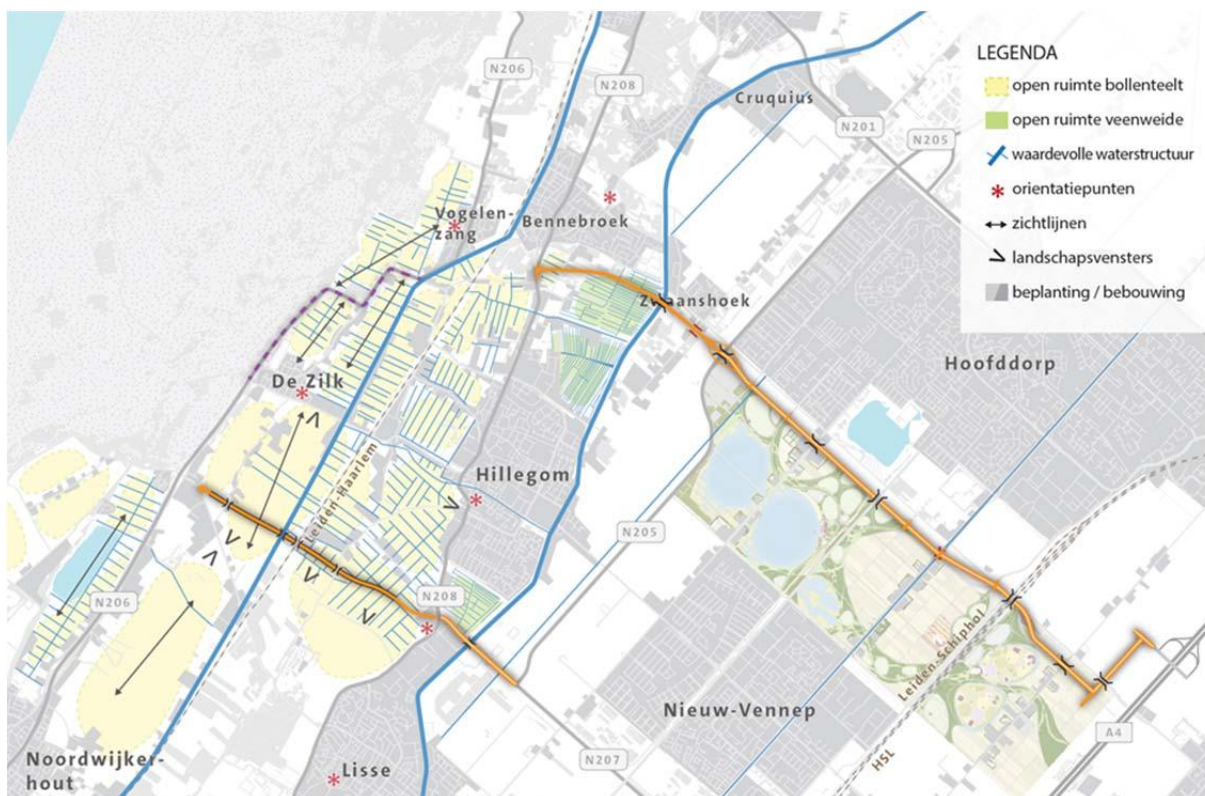 LEGENDA
open ruimte bollenteelt
open ruimte veenweide
waardevolle waterstructuur
orientatiepunten
zichtlijnen
landschapsvensters
beplanting / bebouwing
N206
N208
Cruquius
N201
N205
Vogelen-
zang
Bennebroek
Zwaanshoek
Hoofddorp
De Zilk
Leiden-Haarlem
Hillegom
N205
N206
N208
Leiden-Schiphol
Nieuw-Vennep
A4
HSL
Noordwijker-
hout
Lisse
N207